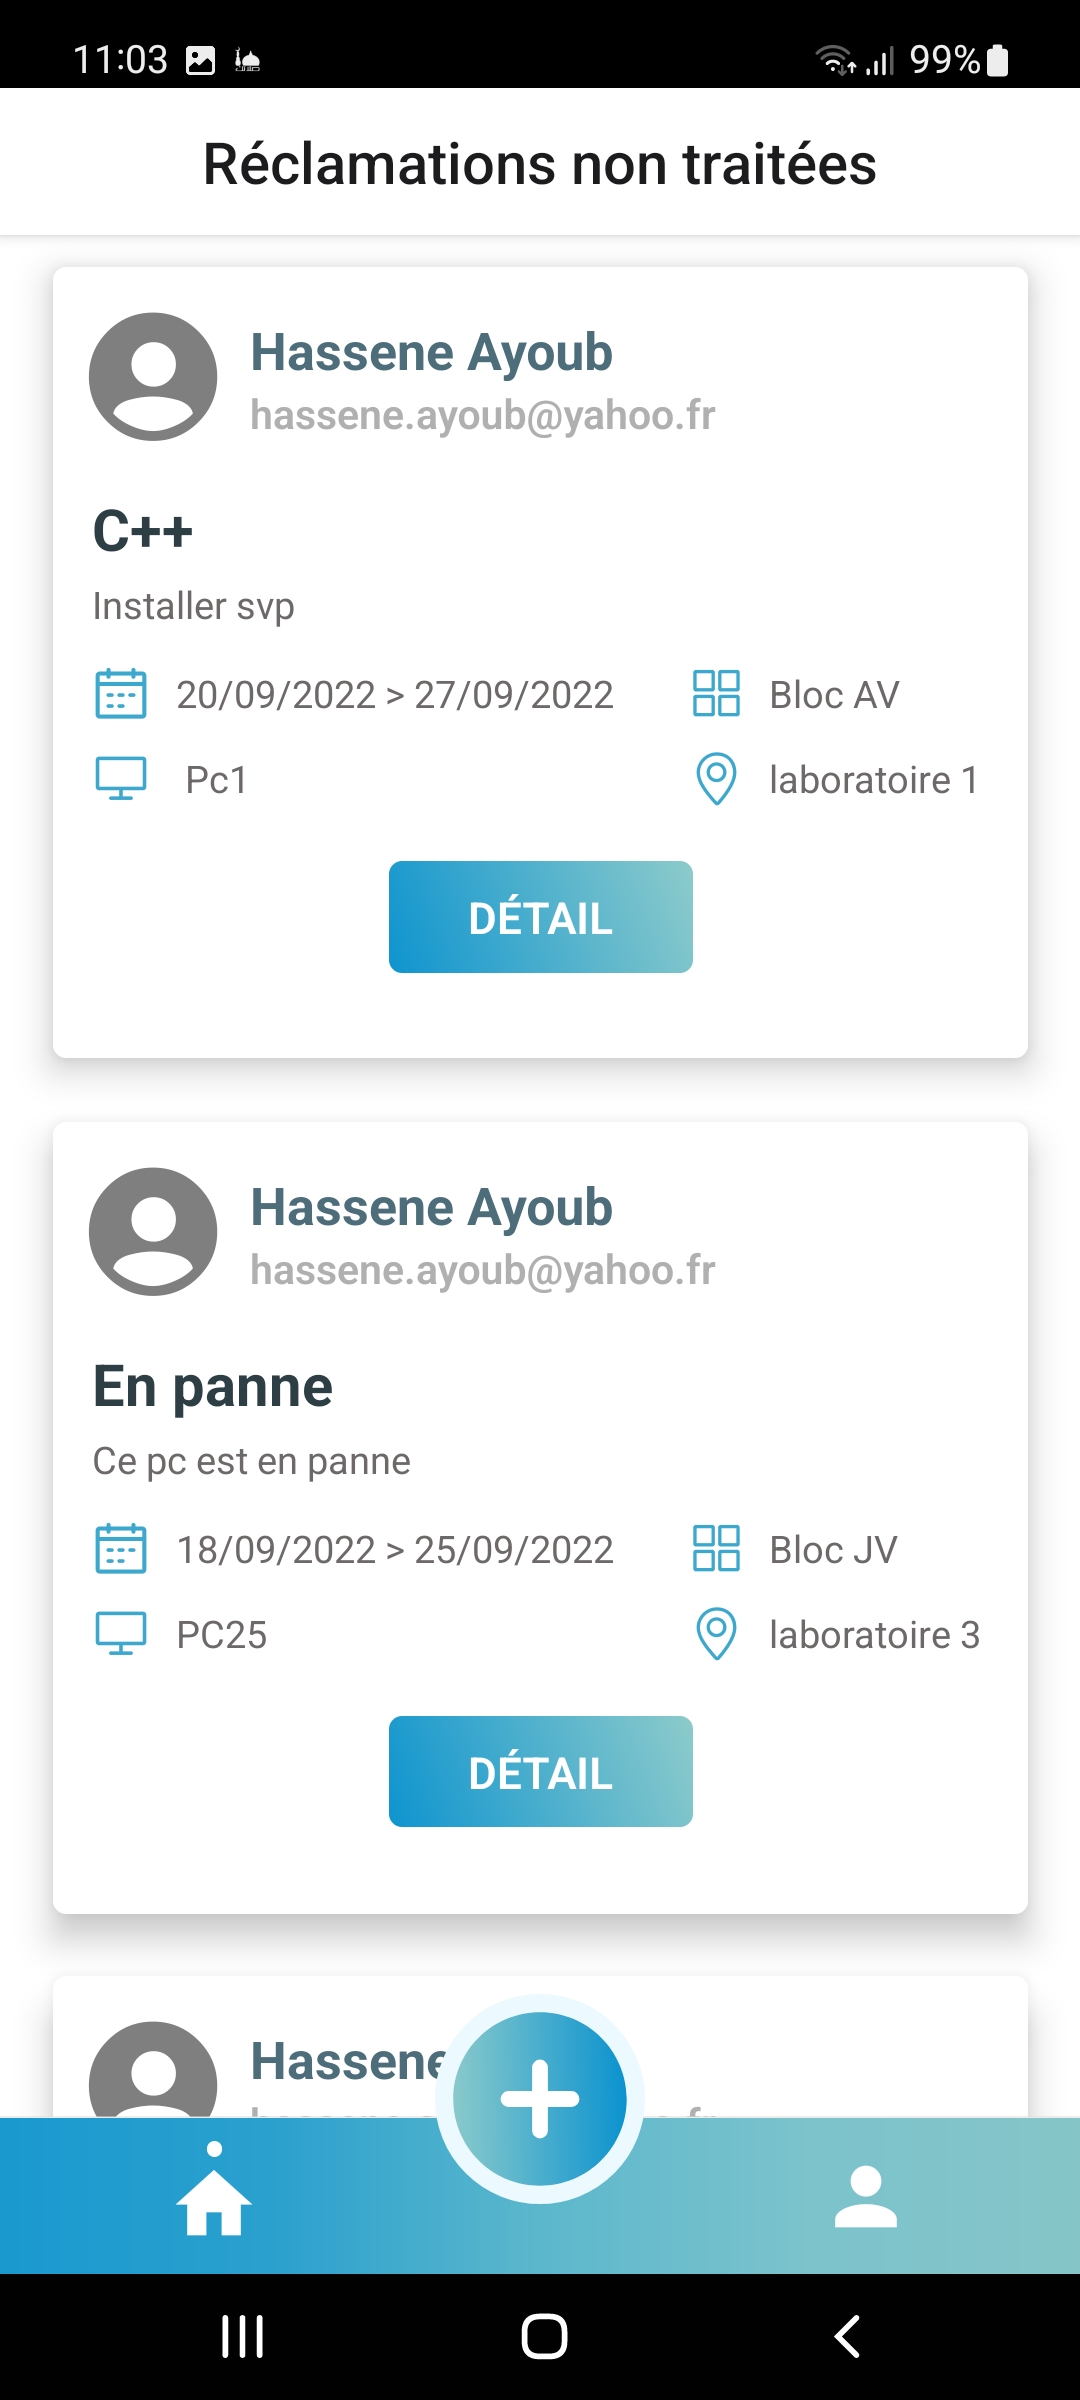 11:03
99%
Réclamations non traitées
Hassene Ayoub
hassene.ayoub@yahoo.fr
C++
Installer svp
20/09/2022 > 27/09/2022
Bloc AV
Pc1
laboratoire 1
DÉTAIL
Hassene Ayoub
hassene.ayoub@yahoo.fr
En panne
Ce pc est en panne
18/09/2022 > 25/09/2022
Bloc JV
PC25
laboratoire 3
DÉTAIL
Hassene